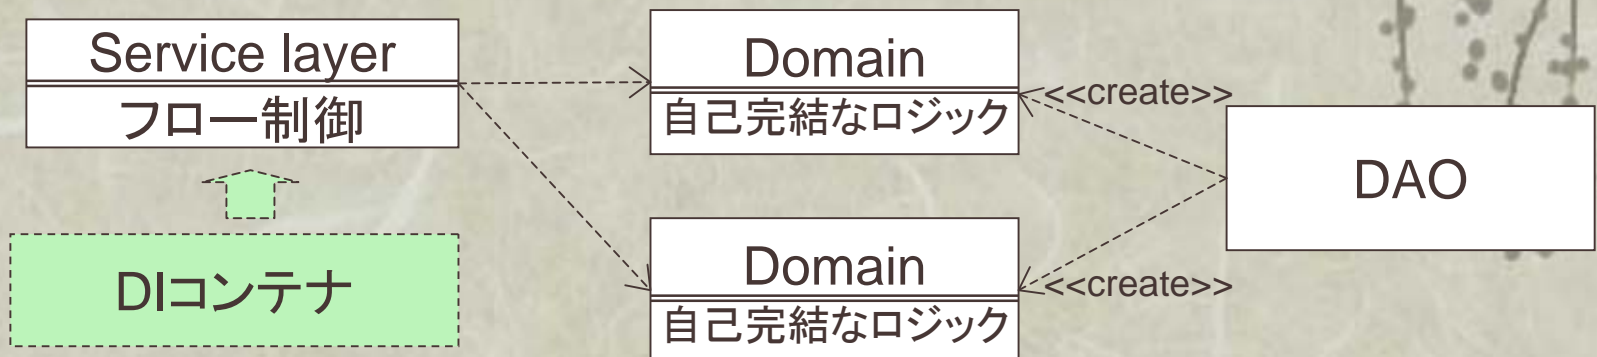 Service layer
フロー制御
DIコンテナ
Domain
自己完結なロジック
<<create>>
Domain
自己完結なロジック
<<create>>
DAO